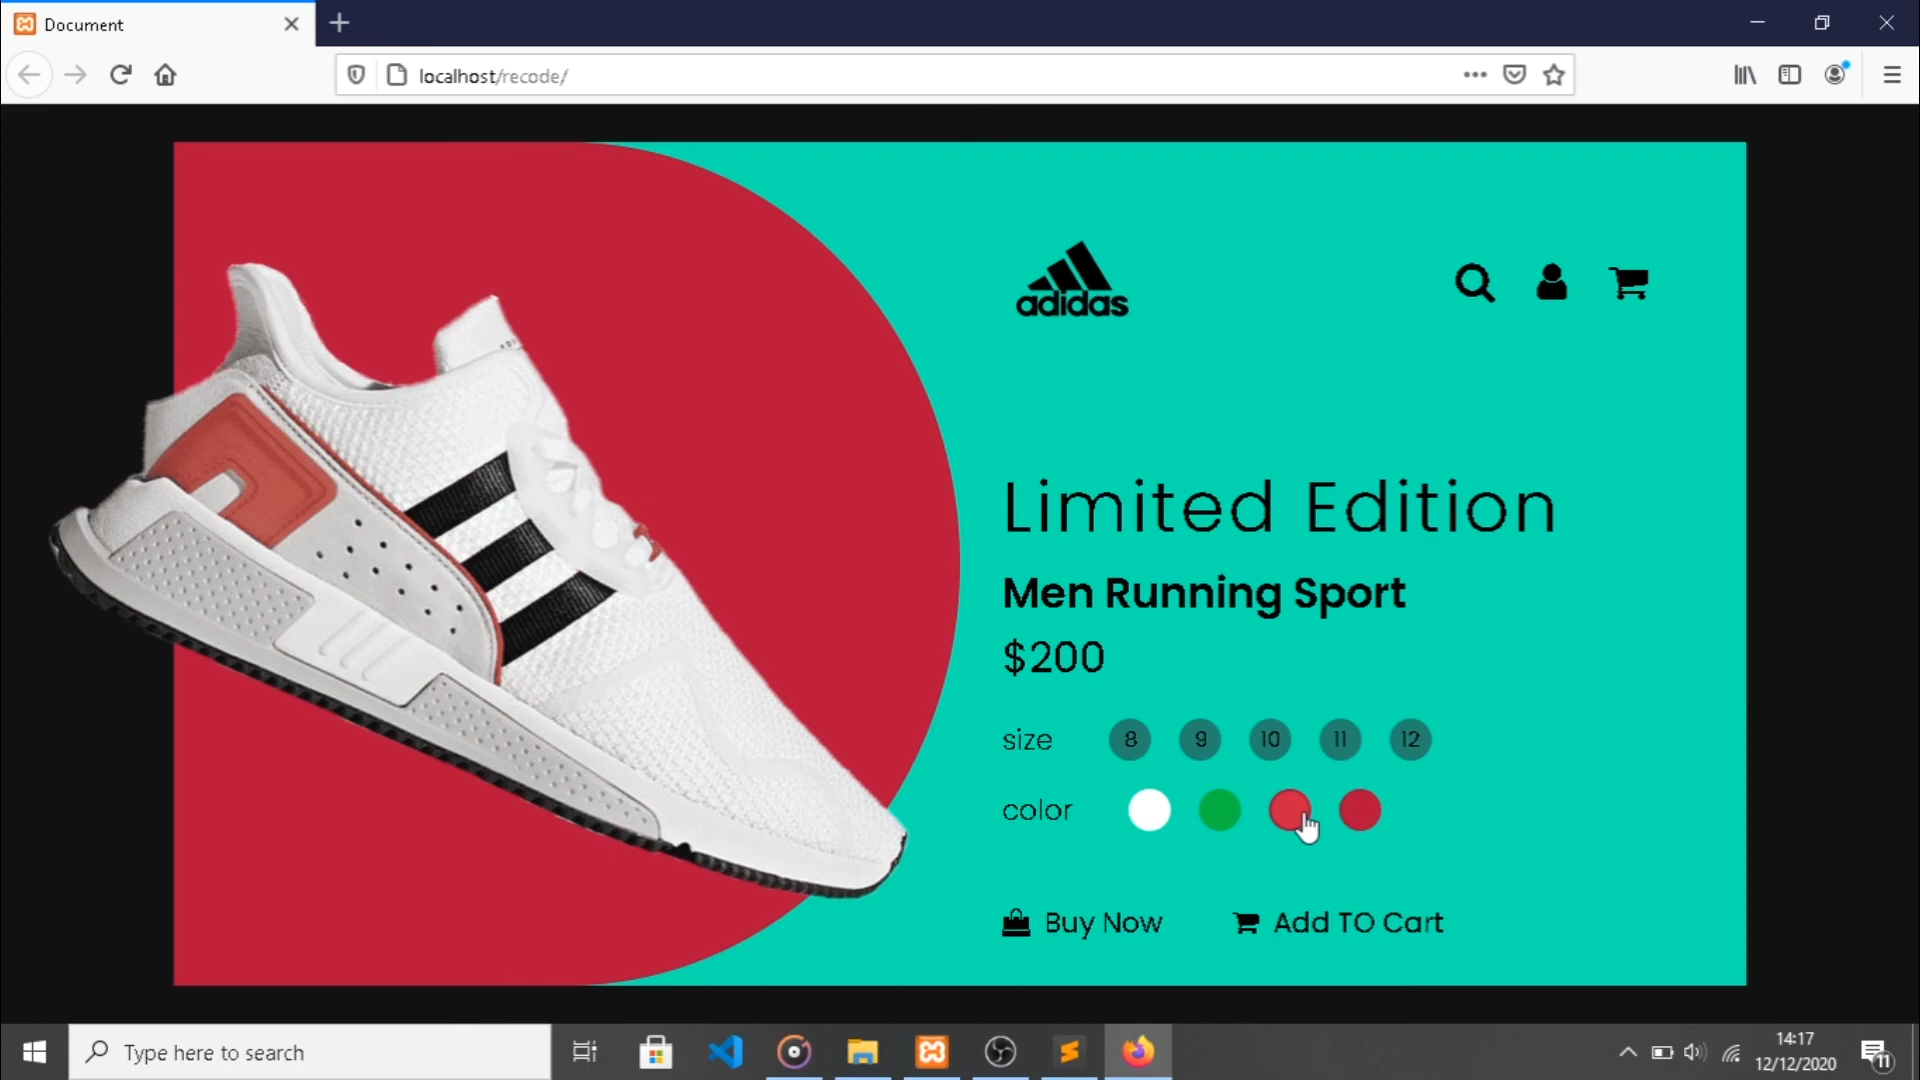 Document
localhost/recode/
adidas
Limited Edition
Men Running Sport
$200
size 8 9 10 11 12
color
Buy Now Add TO Cart
Type here to search
14:17
12/12/2020
11